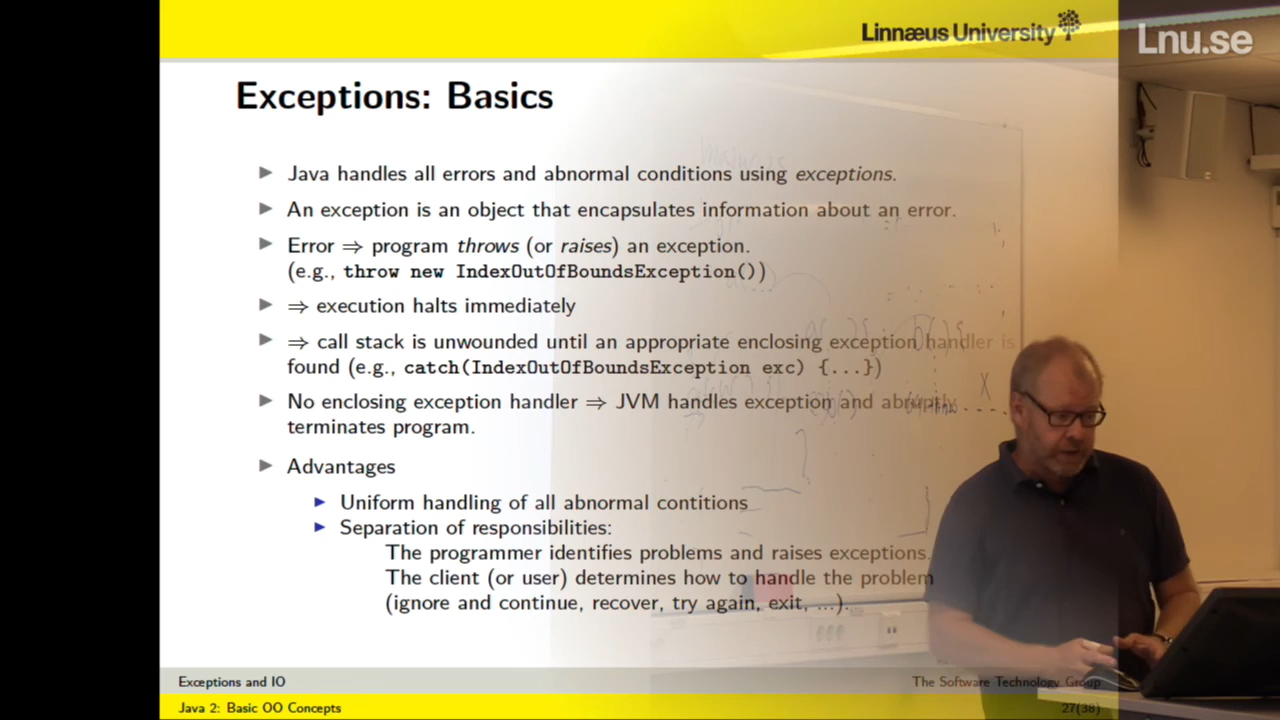 Linnæus University
Lnu.se
Exceptions: Basics
Java handles all errors and abnormal conditions using exceptions.
An exception is an object that encapsulates information about an error.
Error ⇒ program throws (or raises) an exception.
(e.g., throw new IndexOutOfBoundsException())
⇒ execution halts immediately
⇒ call stack is unwounded until an appropriate enclosing exception handler is
found (e.g., catch(IndexOutOfBoundsException exc) {...})
No enclosing exception handler ⇒ JVM handles exception and abruptly
terminates program.
Advantages
Uniform handling of all abnormal contitions
Separation of responsibilities:
The programmer identifies problems and raises exceptions.
The client (or user) determines how to handle the problem
(ignore and continue, recover, try again, exit, ...).
Exceptions and IO
The Software Technology Group
Java 2: Basic OO Concepts
27(38)